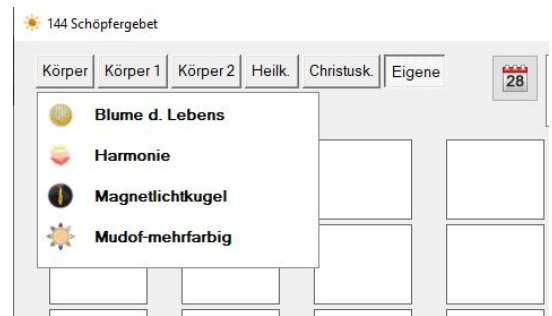 144 Schöpfergebet
Körper Körper 1 Körper 2 Heilk. Christusk. Eigene
28
Blume d. Lebens
Harmonie
Magnetlichtkugel
Mudof-mehrfarbig